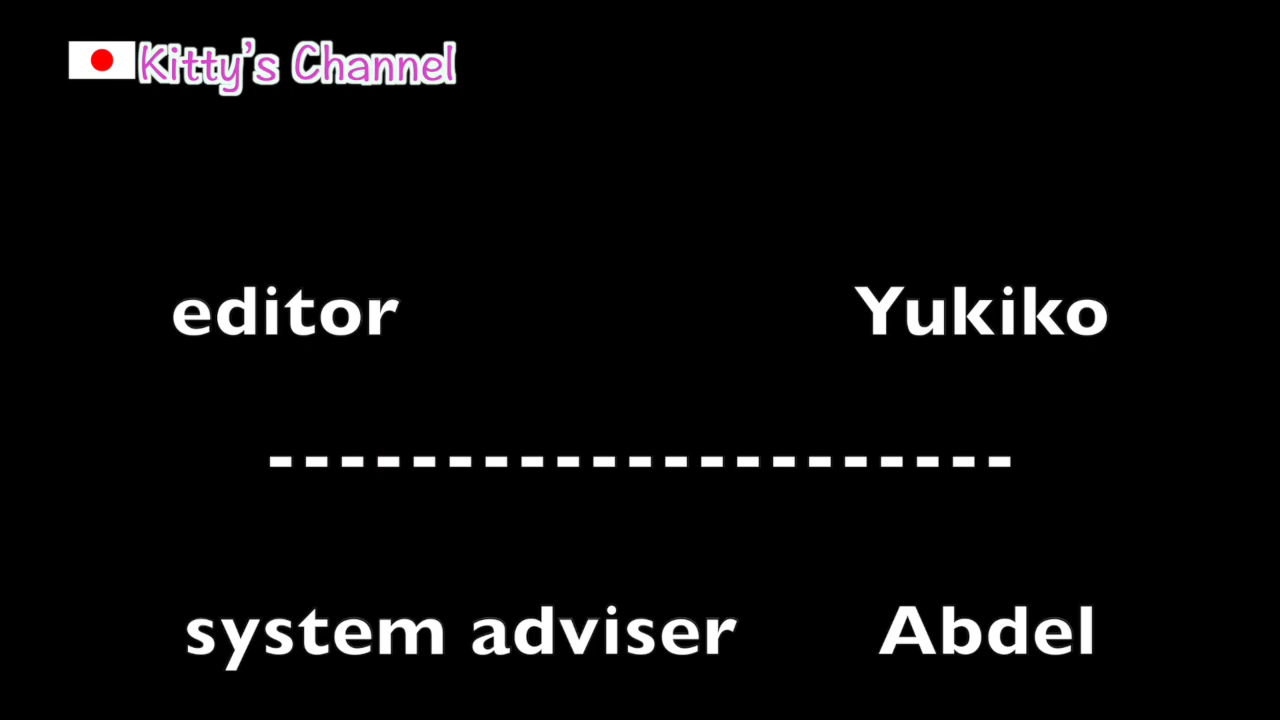 Kitty's Channel
editor Yukiko
---------------------
system adviser Abdel